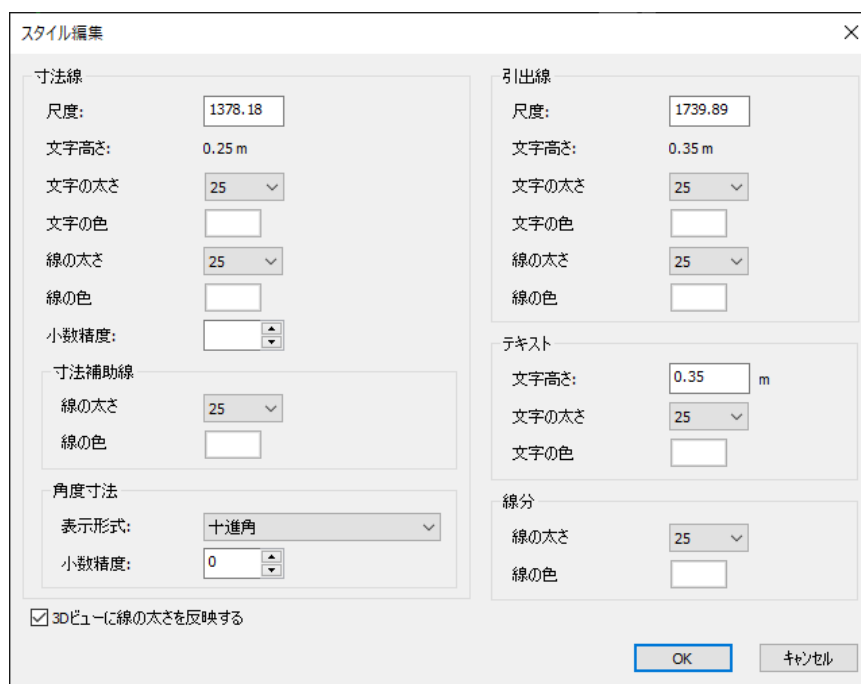 スタイル編集
寸法線
尺度: 1378.18
文字高さ: 0.25 m
文字の太さ 25
文字の色
線の太さ 25
線の色
小数精度:
寸法補助線
線の太さ 25
線の色
角度寸法
表示形式: 十進角
小数精度: 0
引出線
尺度: 1739.89
文字高さ: 0.35 m
文字の太さ 25
文字の色
線の太さ 25
線の色
テキスト
文字高さ: 0.35 m
文字の太さ 25
文字の色
線分
線の太さ 25
線の色
3Dビューに線の太さを反映する
OK キャンセル